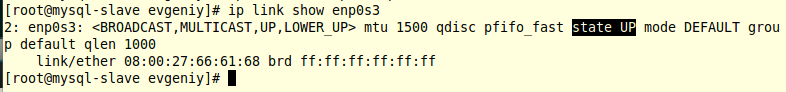 [root@mysql-slave evgeniy]# ip link show enp0s3
2: enp0s3: <BROADCAST,MULTICAST,UP,LOWER_UP> mtu 1500 qdisc pfifo_fast state UP mode DEFAULT grou
p default qlen 1000
    link/ether 08:00:27:66:61:68 brd ff:ff:ff:ff:ff:ff
[root@mysql-slave evgeniy]#